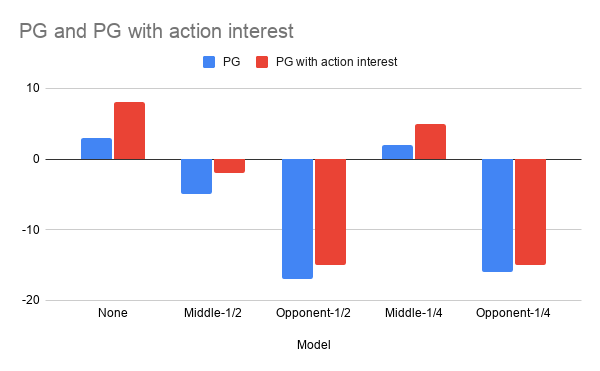 PG and PG with action interest
PG PG with action interest
10
0
-10
-20
None Middle-1/2 Opponent-1/2 Middle-1/4 Opponent-1/4
Model